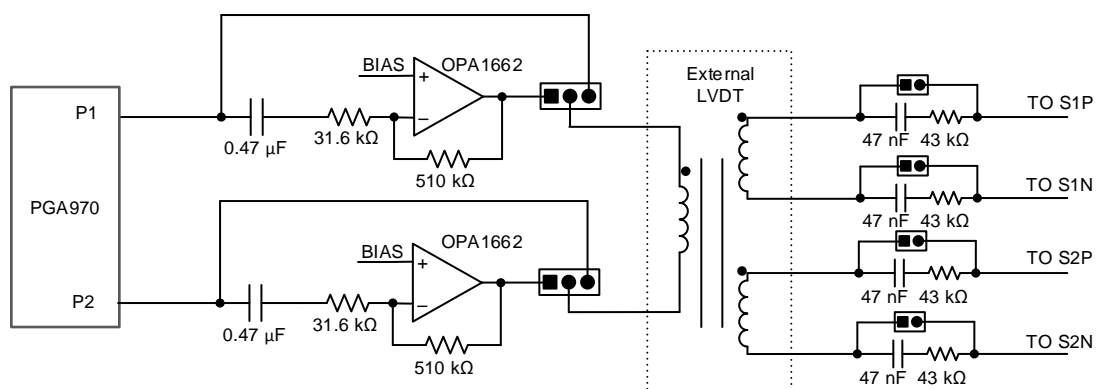 PGA970
P1
P2
BIAS
OPA1662
+
−
0.47 µF
31.6 kΩ
510 kΩ
BIAS
OPA1662
+
−
0.47 µF
31.6 kΩ
510 kΩ
External
LVDT
TO S1P
47 nF 43 kΩ
TO S1N
47 nF 43 kΩ
TO S2P
47 nF 43 kΩ
TO S2N
47 nF 43 kΩ